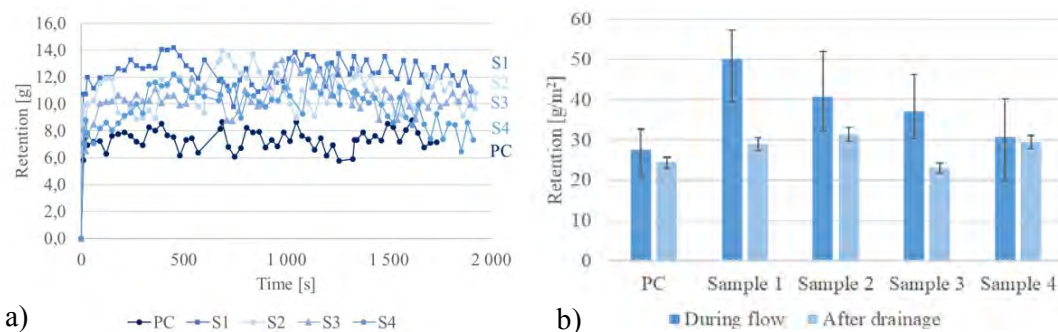 16,0
14,0
12,0
10,0
8,0
6,0
4,0
2,0
0,0
Retention [g]
0
500
1 000
1 500
2 000
Time [s]
S1
S2
S3
S4
PC
PC S1 S2 S3 S4
a)
60
50
40
30
20
10
0
Retention [g/m²]
PC Sample 1 Sample 2 Sample 3 Sample 4
During flow After drainage
b)